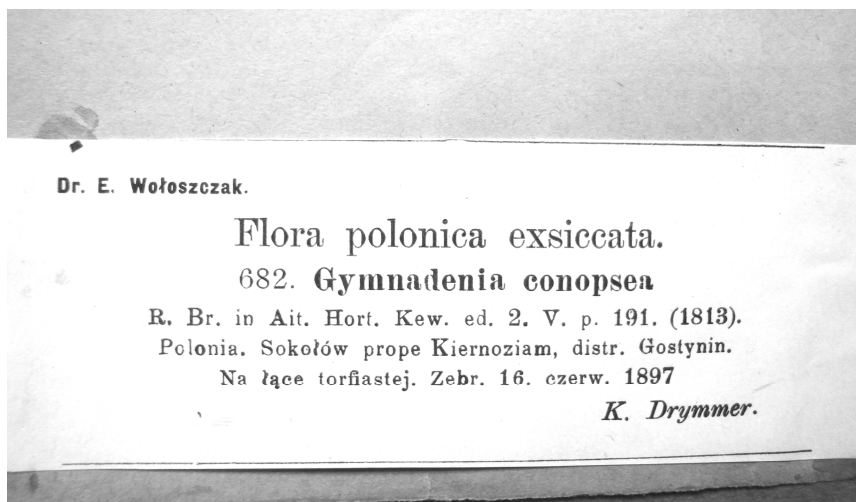 Dr. E. Wołoszczak.
Flora polonica exsiccata.
682. Gymnadenia conopsea
R. Br. in Ait. Hort. Kew. ed. 2. V. p. 191. (1813).
Polonia. Sokołów prope Kiernoziam, distr. Gostynin.
Na łące torfiastej. Zebr. 16. czerw. 1897
K. Drymmer.